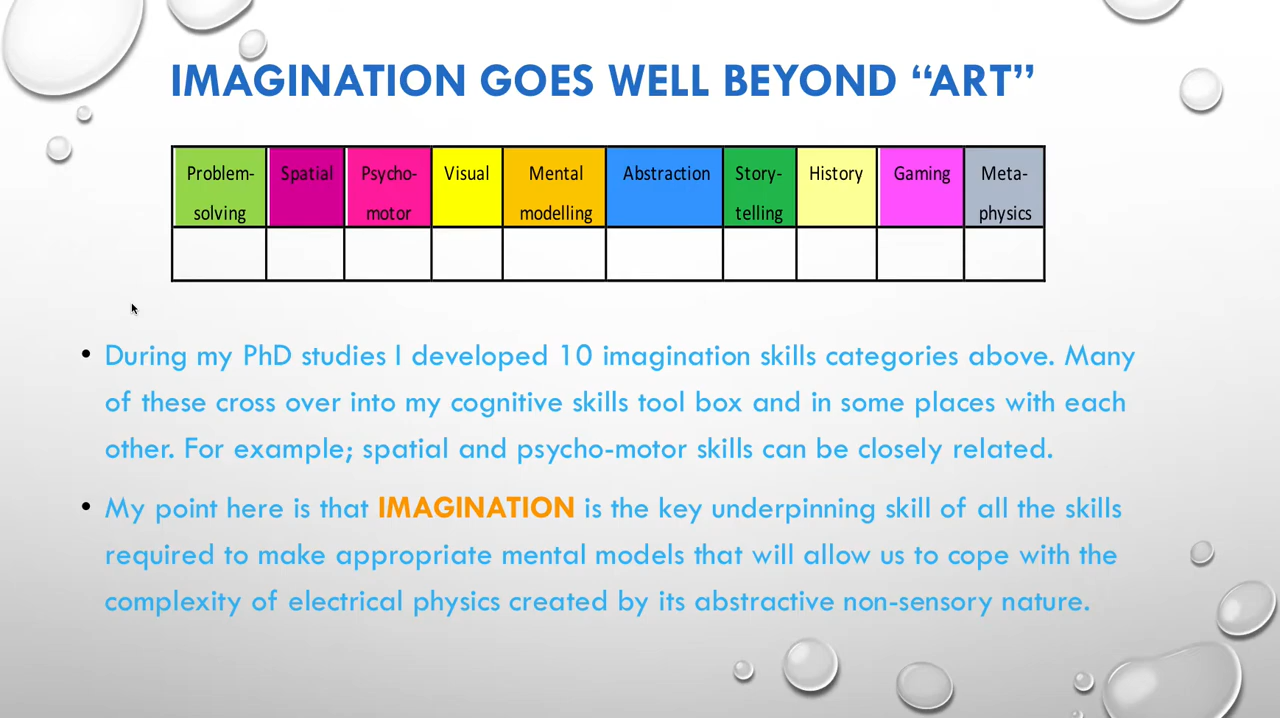 IMAGINATION GOES WELL BEYOND “ART”
Problem- Spatial Psycho- Visual Mental Abstraction Story- History Gaming Meta-
solving motor modelling telling physics
• During my PhD studies I developed 10 imagination skills categories above. Many
of these cross over into my cognitive skills tool box and in some places with each
other. For example; spatial and psycho-motor skills can be closely related.
• My point here is that IMAGINATION is the key underpinning skill of all the skills
required to make appropriate mental models that will allow us to cope with the
complexity of electrical physics created by its abstractive non-sensory nature.